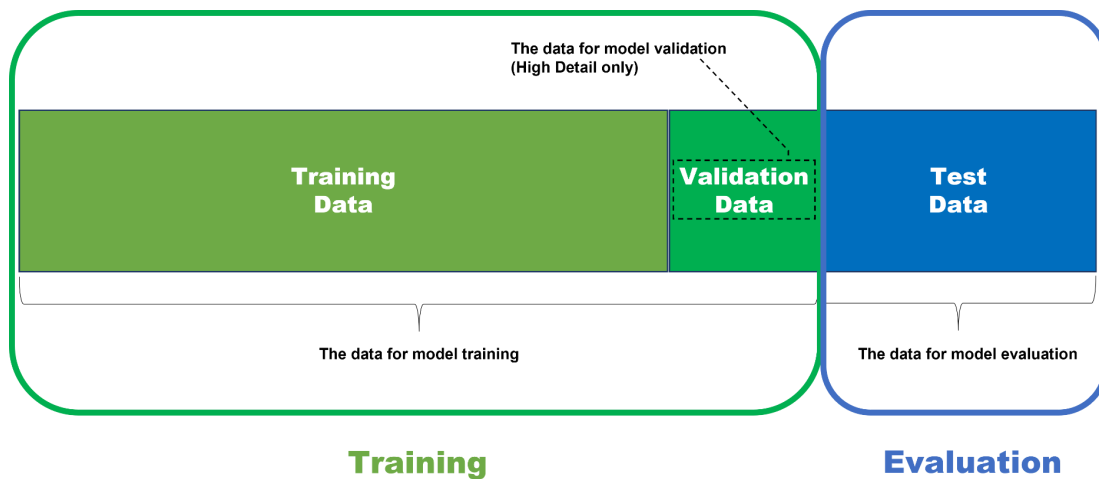 The data for model validation
(High Detail only)
Training
Data
Validation
Data
Test
Data
The data for model training
The data for model evaluation
Training
Evaluation